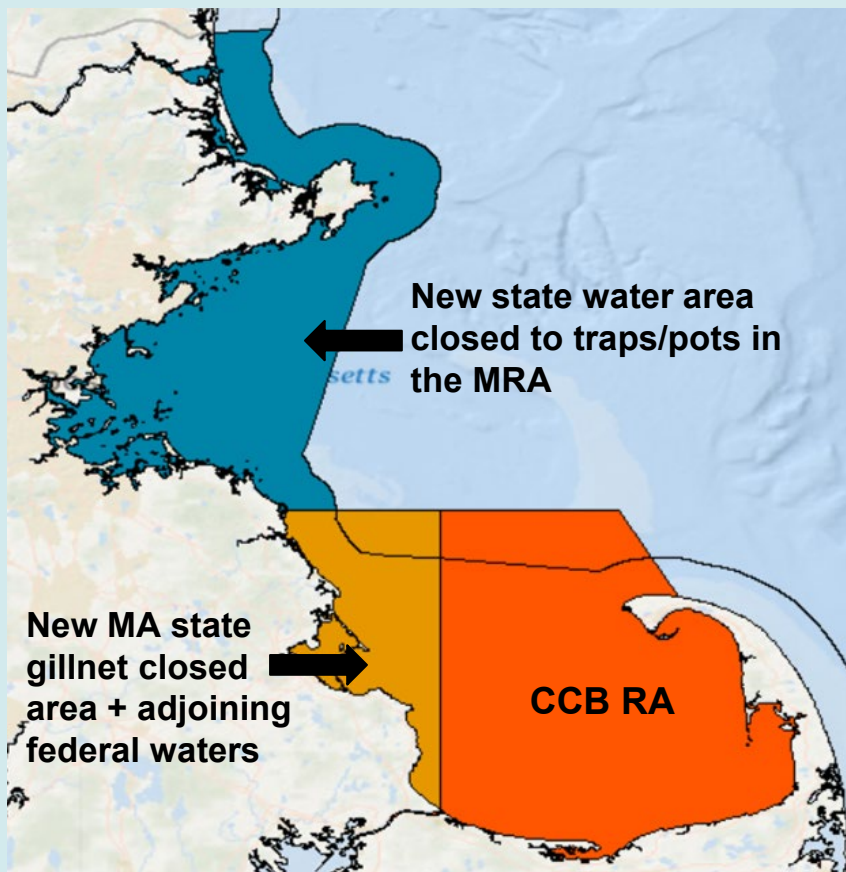 New state water area
closed to traps/pots in
the MRA
setts
New MA state
gillnet closed
area + adjoining
federal waters
CCB RA